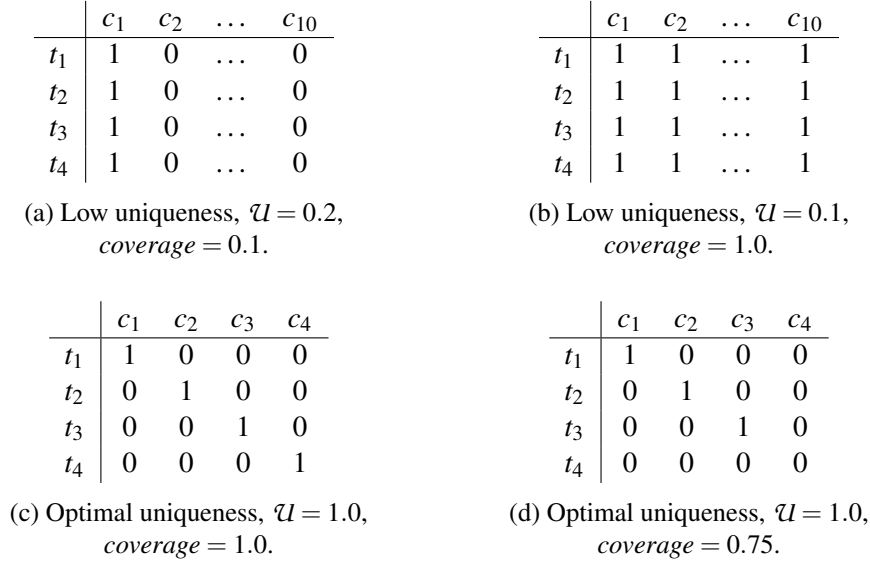 c₁ c₂ … c₁₀
t₁ 1 0 … 0
t₂ 1 0 … 0
t₃ 1 0 … 0
t₄ 1 0 … 0
(a) Low uniqueness, 𝒰 = 0.2,
coverage = 0.1.
c₁ c₂ … c₁₀
t₁ 1 1 … 1
t₂ 1 1 … 1
t₃ 1 1 … 1
t₄ 1 1 … 1
(b) Low uniqueness, 𝒰 = 0.1,
coverage = 1.0.
c₁ c₂ c₃ c₄
t₁ 1 0 0 0
t₂ 0 1 0 0
t₃ 0 0 1 0
t₄ 0 0 0 1
(c) Optimal uniqueness, 𝒰 = 1.0,
coverage = 1.0.
c₁ c₂ c₃ c₄
t₁ 1 0 0 0
t₂ 0 1 0 0
t₃ 0 0 1 0
t₄ 0 0 0 0
(d) Optimal uniqueness, 𝒰 = 1.0,
coverage = 0.75.